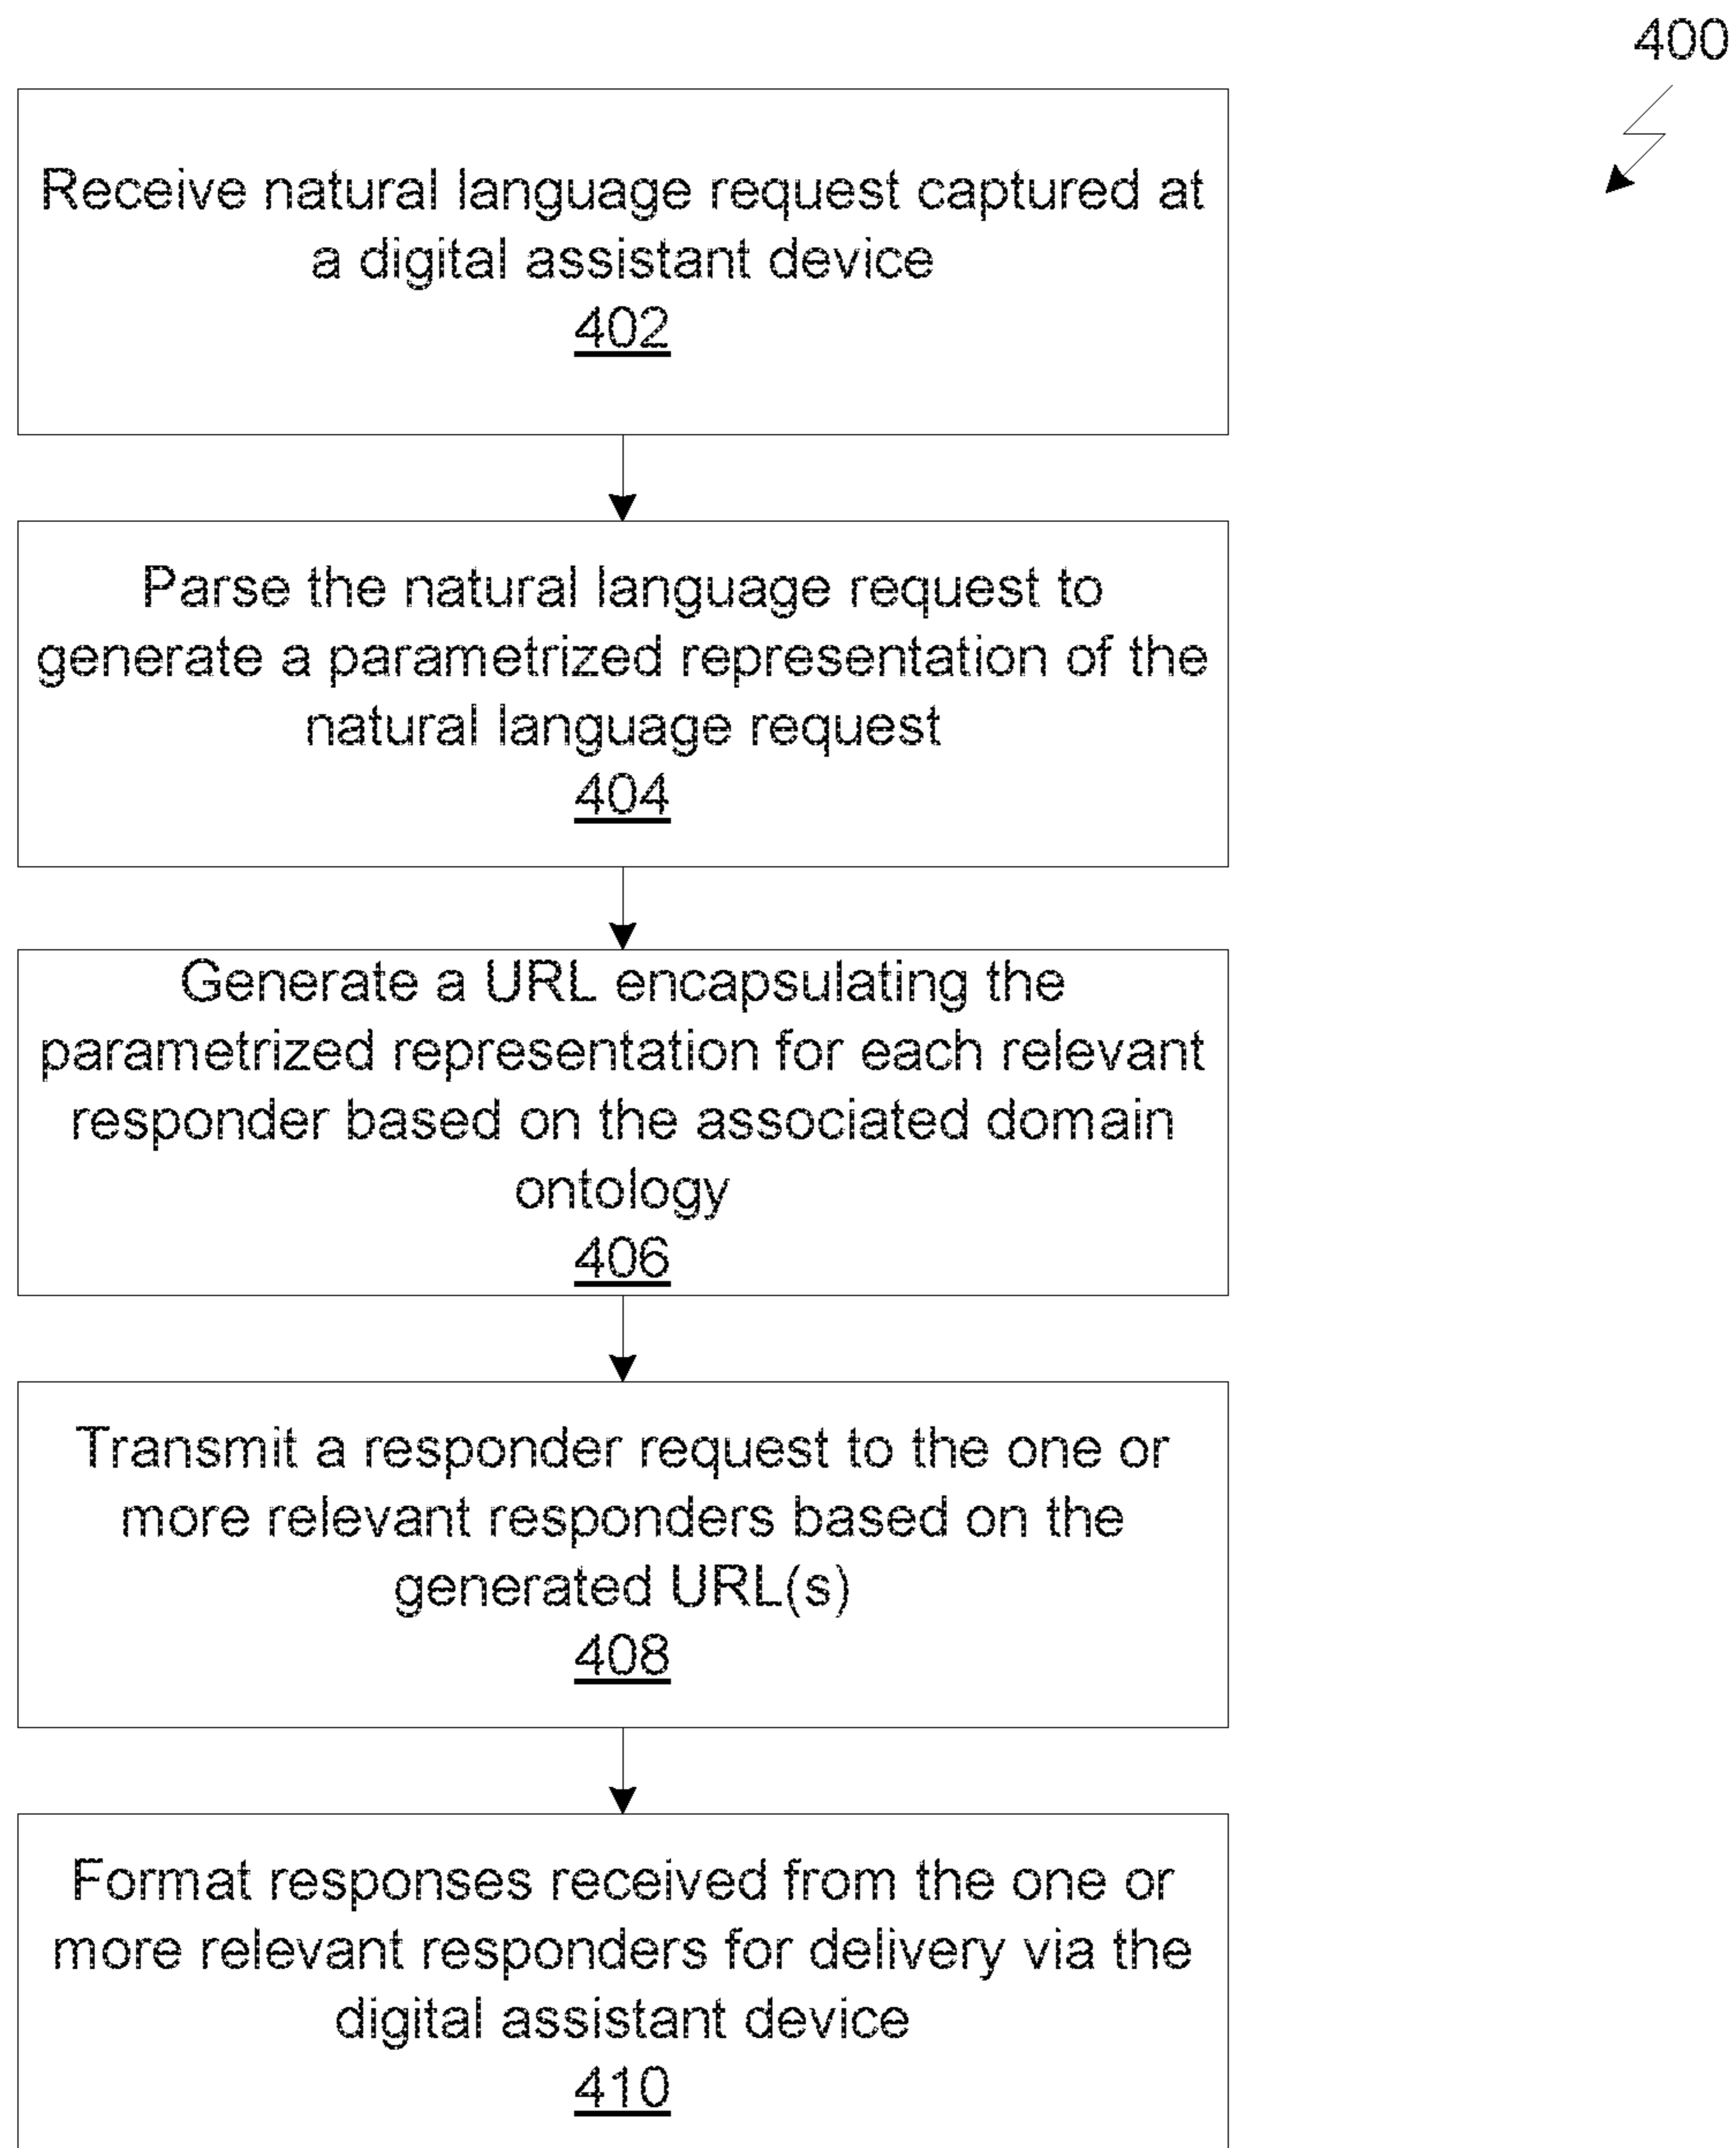 400
Receive natural language request captured at
a digital assistant device
402
Parse the natural language request to
generate a parametrized representation of the
natural language request
404
Generate a URL encapsulating the
parametrized representation for each relevant
responder based on the associated domain
ontology
406
Transmit a responder request to the one or
more relevant responders based on the
generated URL(s)
408
Format responses received from the one or
more relevant responders for delivery via the
digital assistant device
410